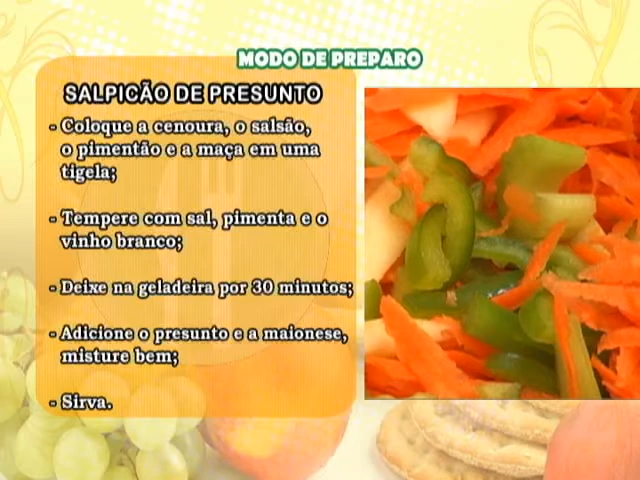 MODO DE PREPARO
SALPICÃO DE PRESUNTO
- Coloque a cenoura, o salsão,
o pimentão e a maça em uma
tigela;
- Tempere com sal, pimenta e o
vinho branco;
- Deixe na geladeira por 30 minutos;
- Adicione o presunto e a maionese,
misture bem;
- Sirva.